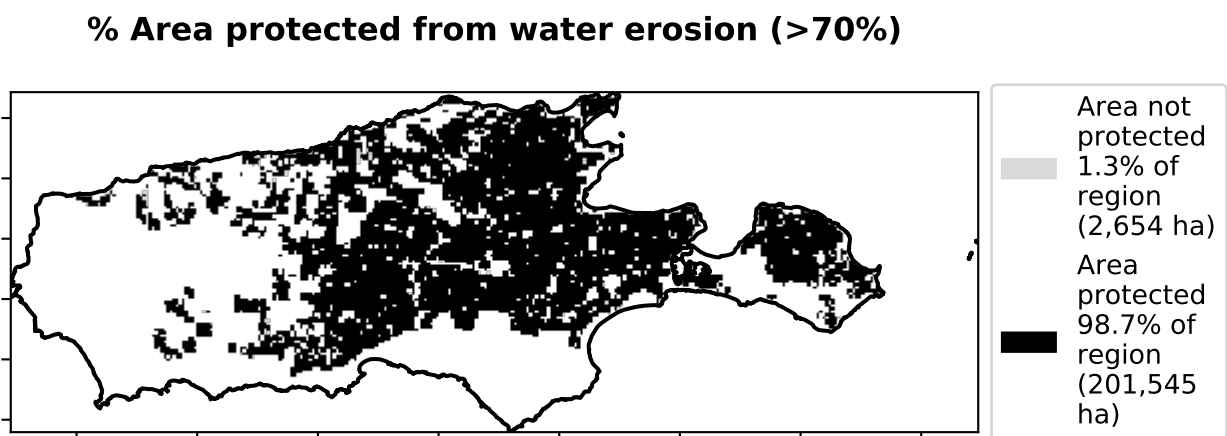 % Area protected from water erosion (>70%)
Area not
protected
1.3% of
region
(2,654 ha)
Area
protected
98.7% of
region
(201,545
ha)